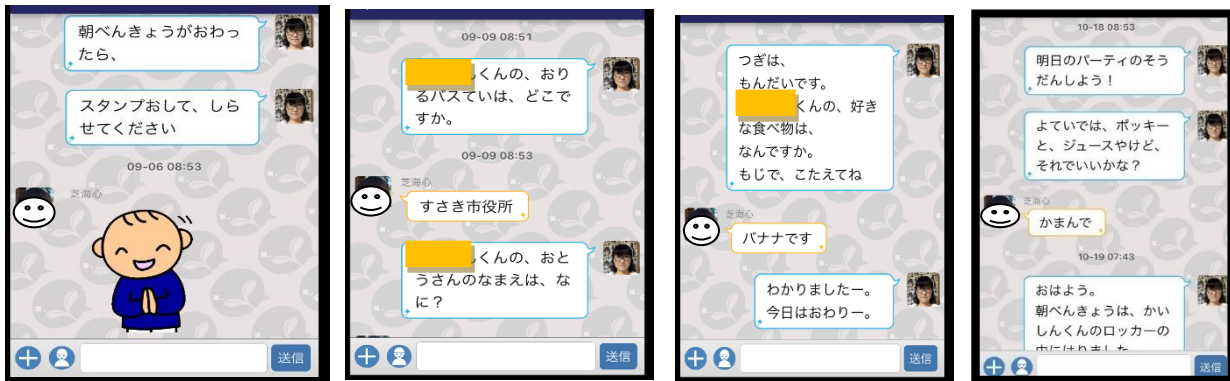 朝べんきょうがおわっ
たら、
スタンプおして、しら
せてください
09-06 08:53
芝海心
送信
09-09 08:51
くんの、おり
るバスていは、どこで
すか。
09-09 08:53
芝海心
すさき市役所
くんの、おと
うさんのなまえは、な
に？
送信
つぎは、
もんだいです。
くんの、好き
な食べ物は、
なんですか。
もじで、こたえてね
芝海心
バナナです
わかりましたー。
今日はおわりー。
送信
10-18 08:53
明日のパーティのそう
だんしよう！
よていでは、ポッキー
と、ジュースやけど、
それでいいかな？
芝海心
かまんで
10-19 07:43
おはよう。
朝べんきょうは、かい
しんくんのロッカーの
中にはりました
送信